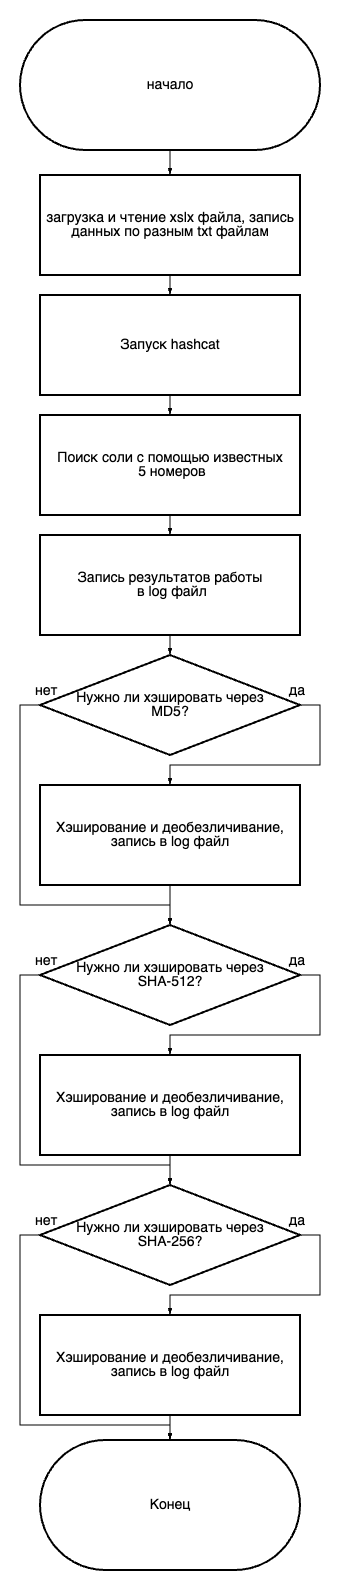 начало
загрузка и чтение xslx файла, запись
данных по разным txt файлам
Запуск hashcat
Поиск соли с помощью известных
5 номеров
Запись результатов работы
в log файл
нет
Нужно ли хэшировать через
MD5?
да
Хэширование и деобезличивание,
запись в log файл
нет
Нужно ли хэшировать через
SHA-512?
да
Хэширование и деобезличивание,
запись в log файл
нет
Нужно ли хэшировать через
SHA-256?
да
Хэширование и деобезличивание,
запись в log файл
Конец